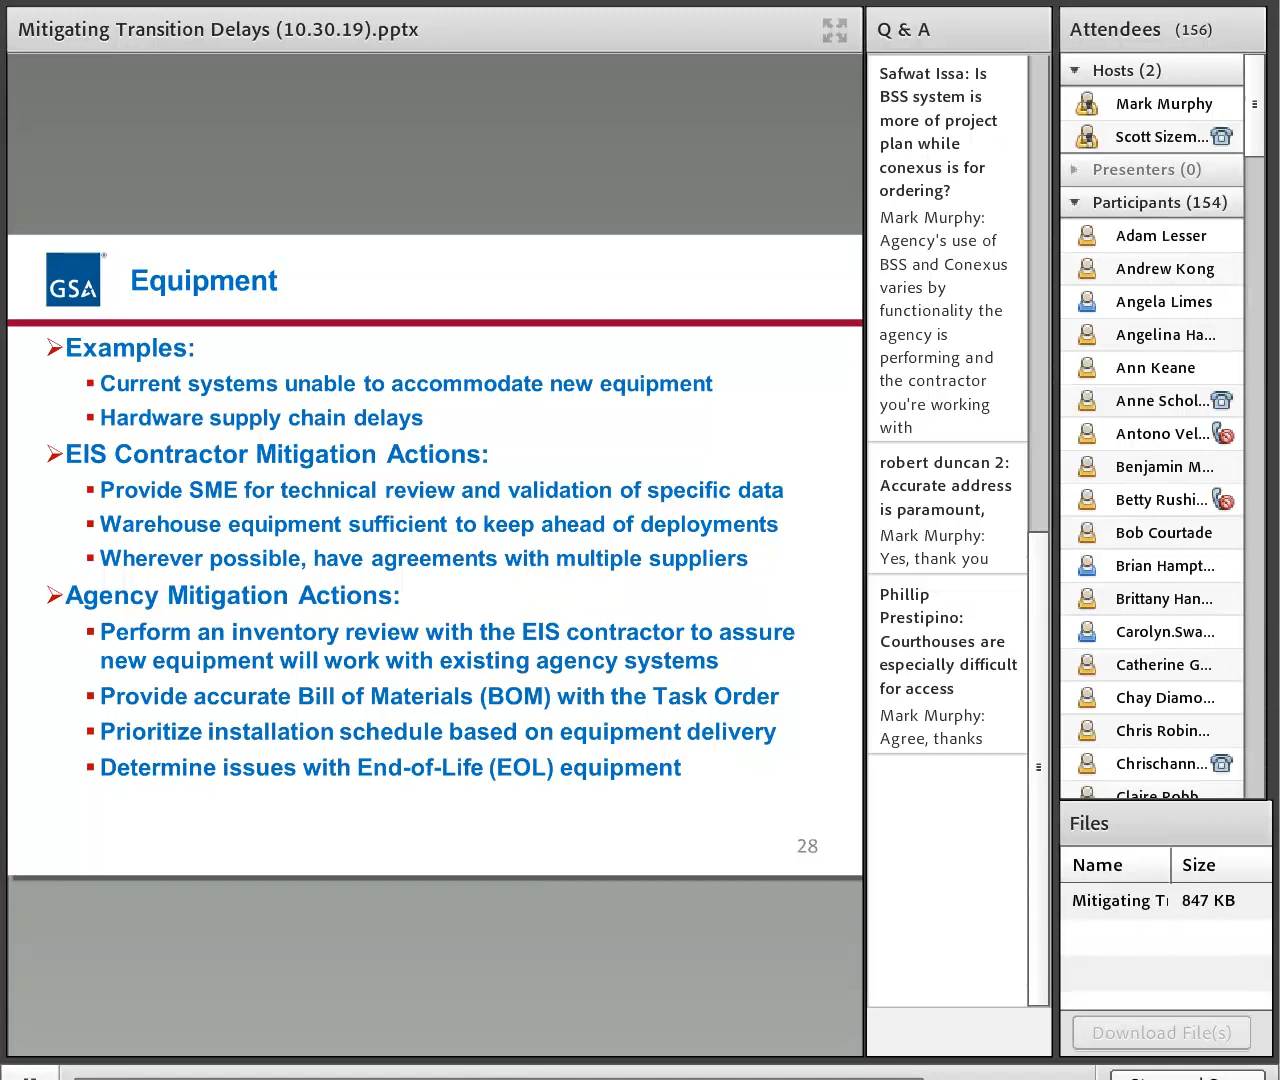 Mitigating Transition Delays (10.30.19).pptx
GSA
Equipment
Examples:
Current systems unable to accommodate new equipment
Hardware supply chain delays
EIS Contractor Mitigation Actions:
Provide SME for technical review and validation of specific data
Warehouse equipment sufficient to keep ahead of deployments
Wherever possible, have agreements with multiple suppliers
Agency Mitigation Actions:
Perform an inventory review with the EIS contractor to assure
new equipment will work with existing agency systems
Provide accurate Bill of Materials (BOM) with the Task Order
Prioritize installation schedule based on equipment delivery
Determine issues with End-of-Life (EOL) equipment
28
Q & A
Safwat Issa: Is
BSS system is
more of project
plan while
conexus is for
ordering?
Mark Murphy:
Agency's use of
BSS and Conexus
varies by
functionality the
agency is
performing and
the contractor
you're working
with
robert duncan 2:
Accurate address
is paramount,
Mark Murphy:
Yes, thank you
Phillip
Prestipino:
Courthouses are
especially difficult
for access
Mark Murphy:
Agree, thanks
Attendees (156)
Hosts (2)
Mark Murphy
Scott Sizem...
Presenters (0)
Participants (154)
Adam Lesser
Andrew Kong
Angela Limes
Angelina Ha...
Ann Keane
Anne Schol...
Antono Vel...
Benjamin M...
Betty Rushi...
Bob Courtade
Brian Hampt...
Brittany Han...
Carolyn.Swa...
Catherine G...
Chay Diamo...
Chris Robin...
Chrischann...
Claire Robb
Files
Name Size
Mitigating Tr 847 KB
Download File(s)